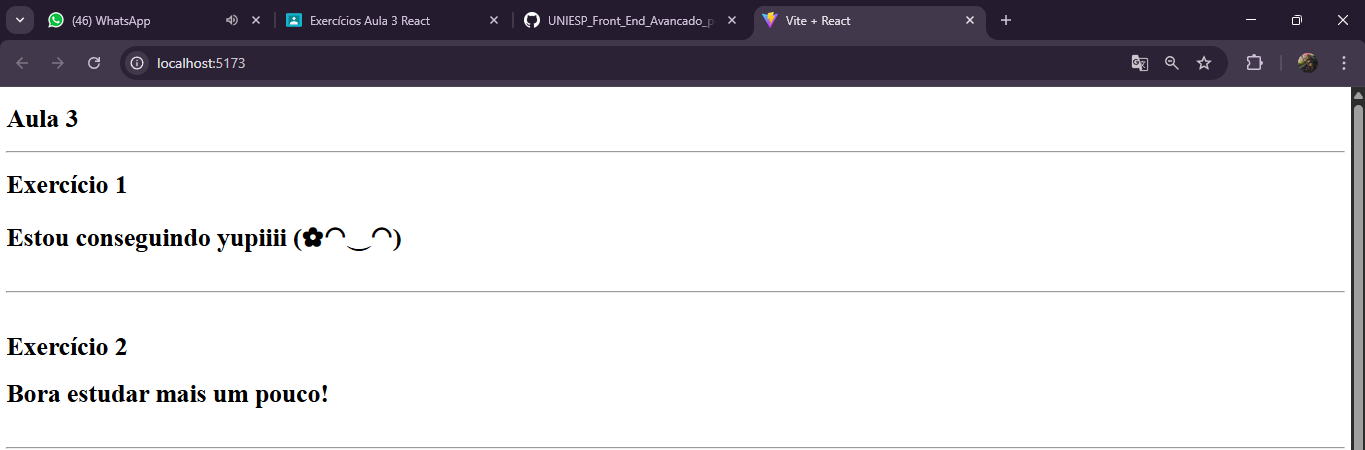 (46) WhatsApp
Exercícios Aula 3 React
UNIESP_Front_End_Avancado_p
Vite + React
localhost:5173
Aula 3
Exercício 1
Estou conseguindo yupiiii (✿◠‿◠)
Exercício 2
Bora estudar mais um pouco!